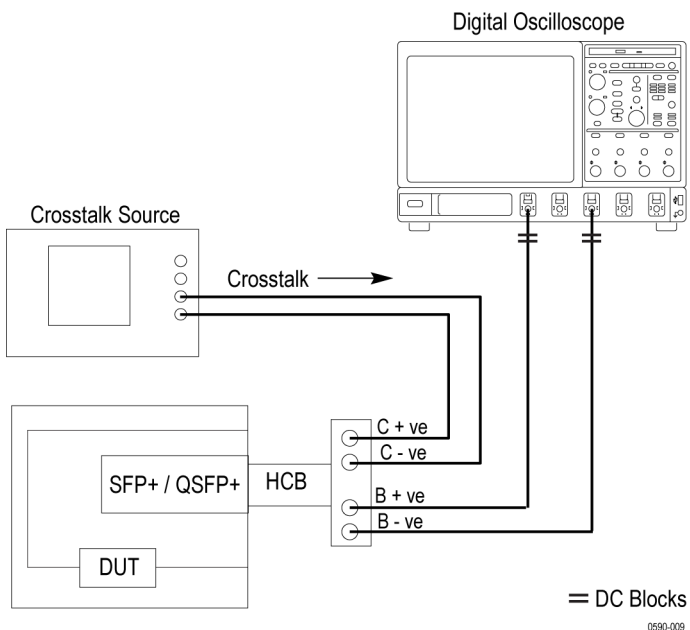 Digital Oscilloscope
Crosstalk Source
Crosstalk
C + ve
C - ve
SFP+ / QSFP+
HCB
B + ve
B - ve
DUT
DC Blocks
0590-009